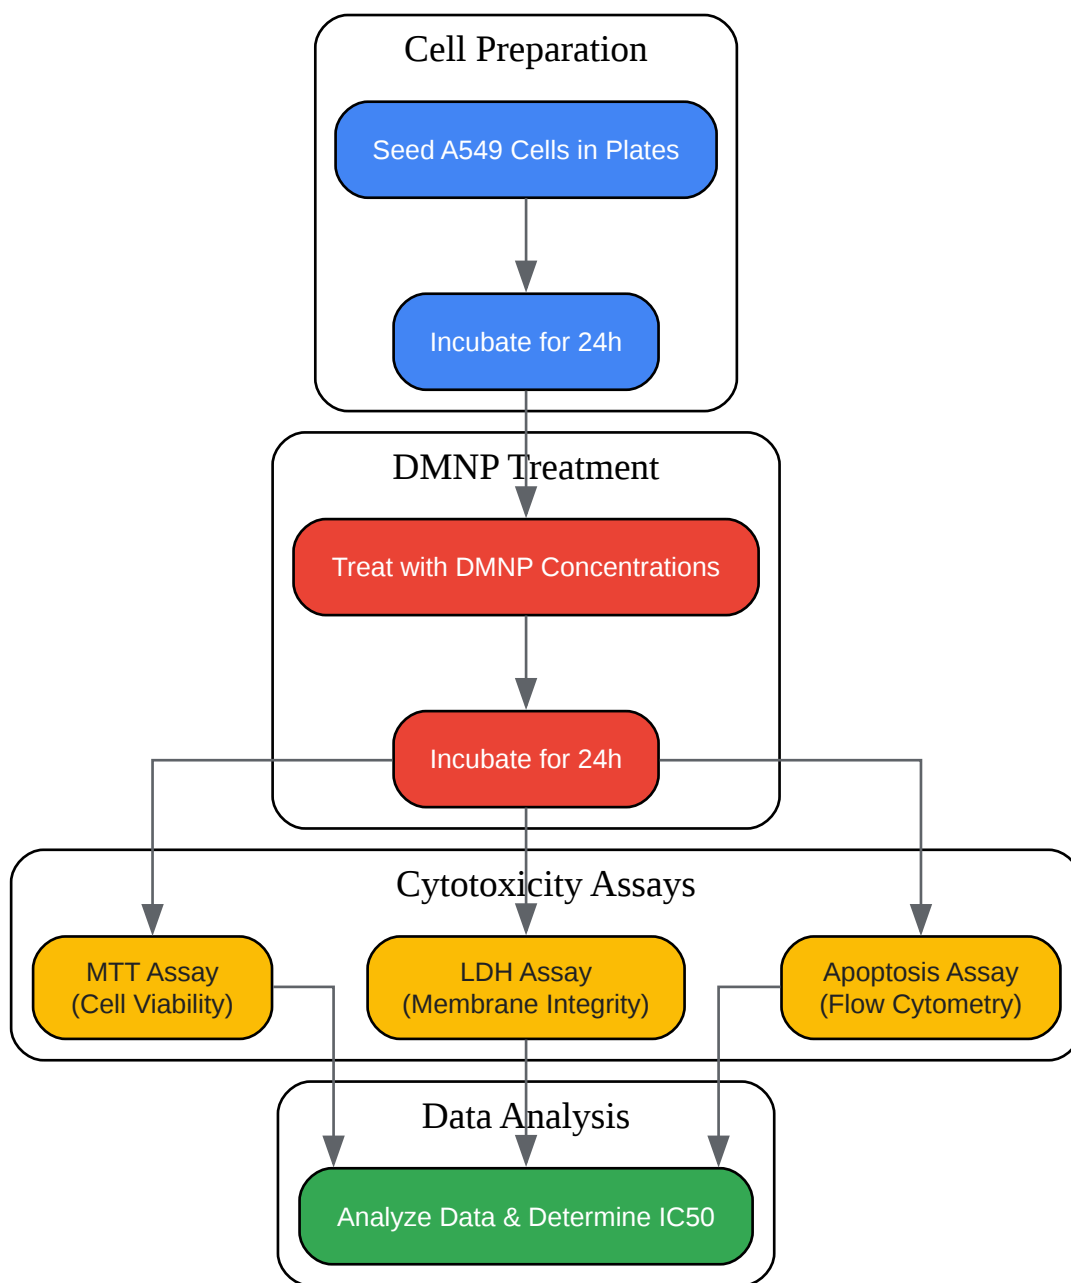 Cell Preparation
Seed A549 Cells in Plates
Incubate for 24h
DMNP Treatment
Treat with DMNP Concentrations
Incubate for 24h
Cytotoxicity Assays
MTT Assay
(Cell Viability)
LDH Assay
(Membrane Integrity)
Apoptosis Assay
(Flow Cytometry)
Data Analysis
Analyze Data & Determine IC50